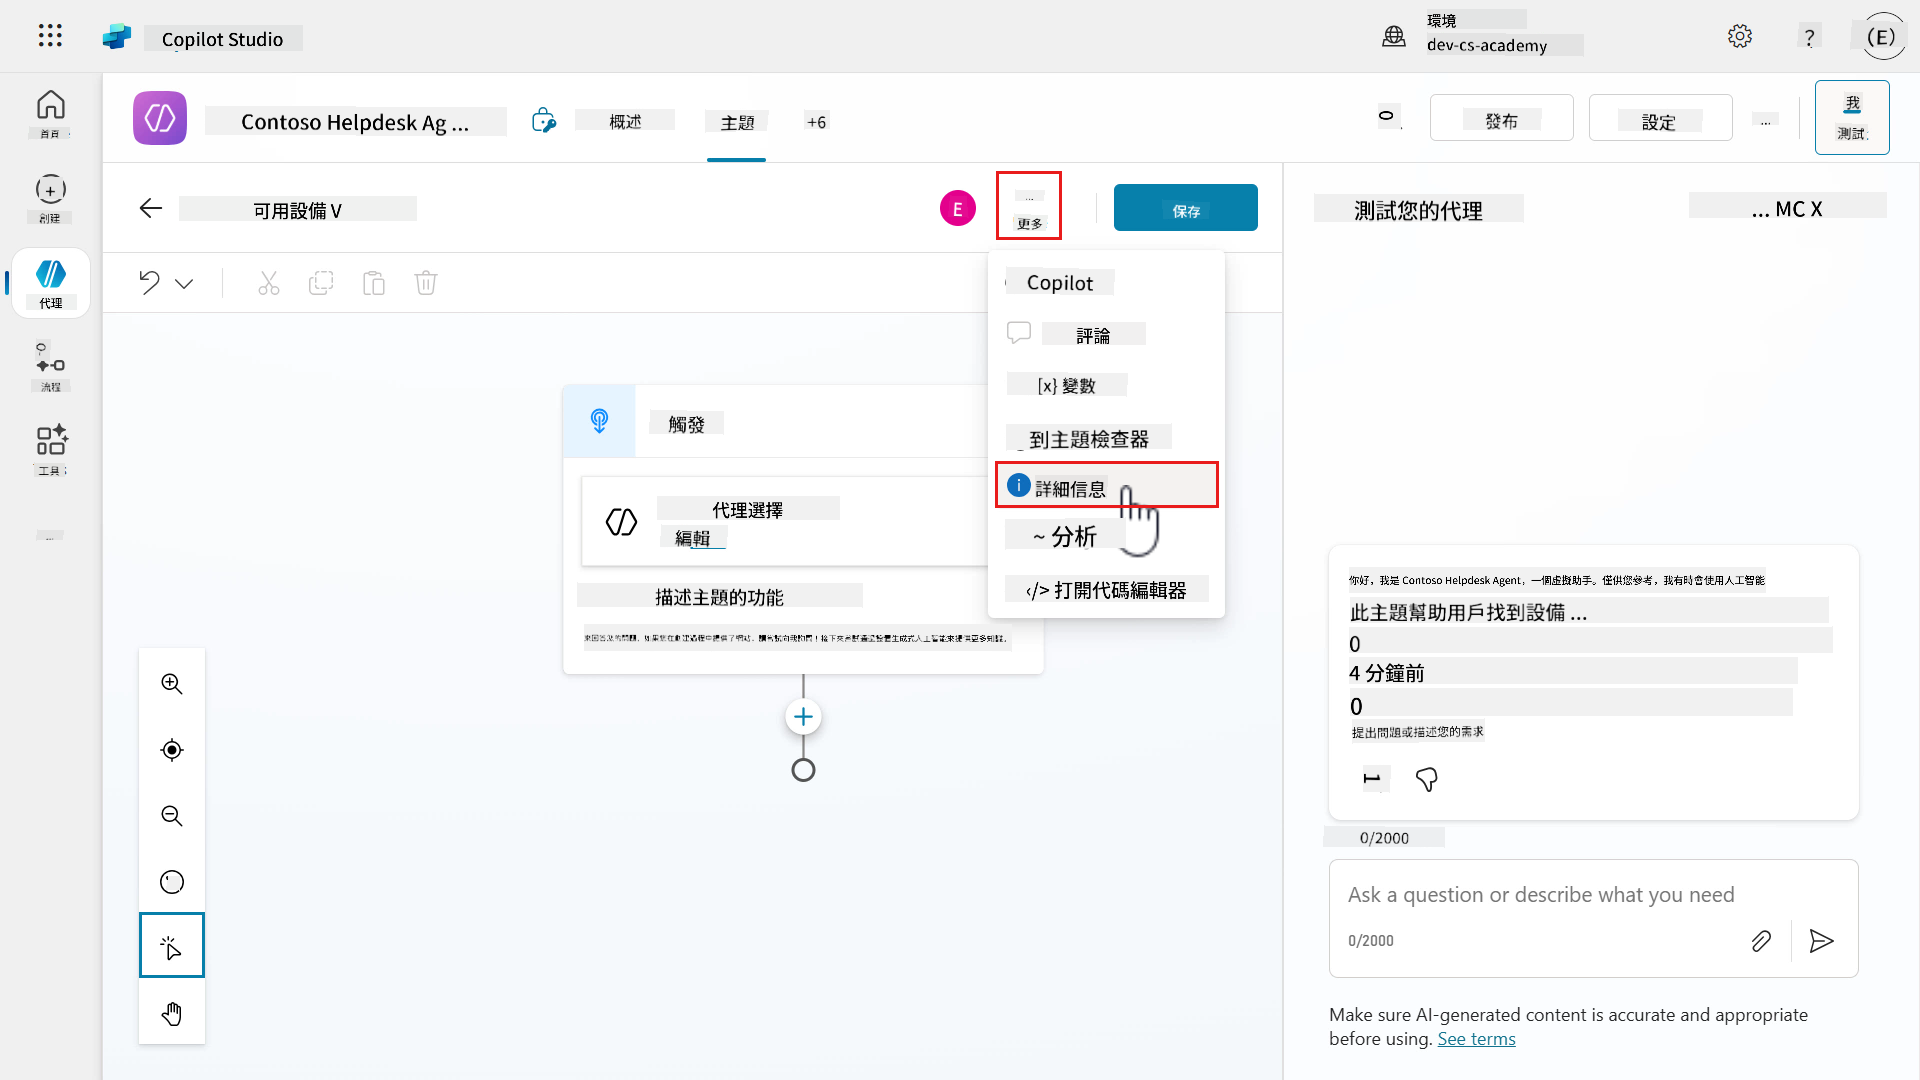 Copilot Studio
環境
dev-cs-academy
?
(E)
首頁
創建
代理
流程
工具
...
Contoso Helpdesk Ag ...
概述
主題
+6
0
發布
設定
...
我
測試
可用設備 V
E
...
更多
保存
Copilot
評論
[x} 變數
到主題檢查器
詳細信息
~ 分析
</> 打開代碼編輯器
觸發
代理選擇
編輯
描述主題的功能
測試您的代理
... MC X
你好，我是 Contoso Helpdesk Agent，一個虛擬助手。僅供您參考，我有時會使用人工智能
此主題幫助用戶找到設備 ...
0
4 分鐘前
0
提出問題或描述您的需求
0/2000
Ask a question or describe what you need
0/2000
Make sure AI-generated content is accurate and appropriate
before using. See terms